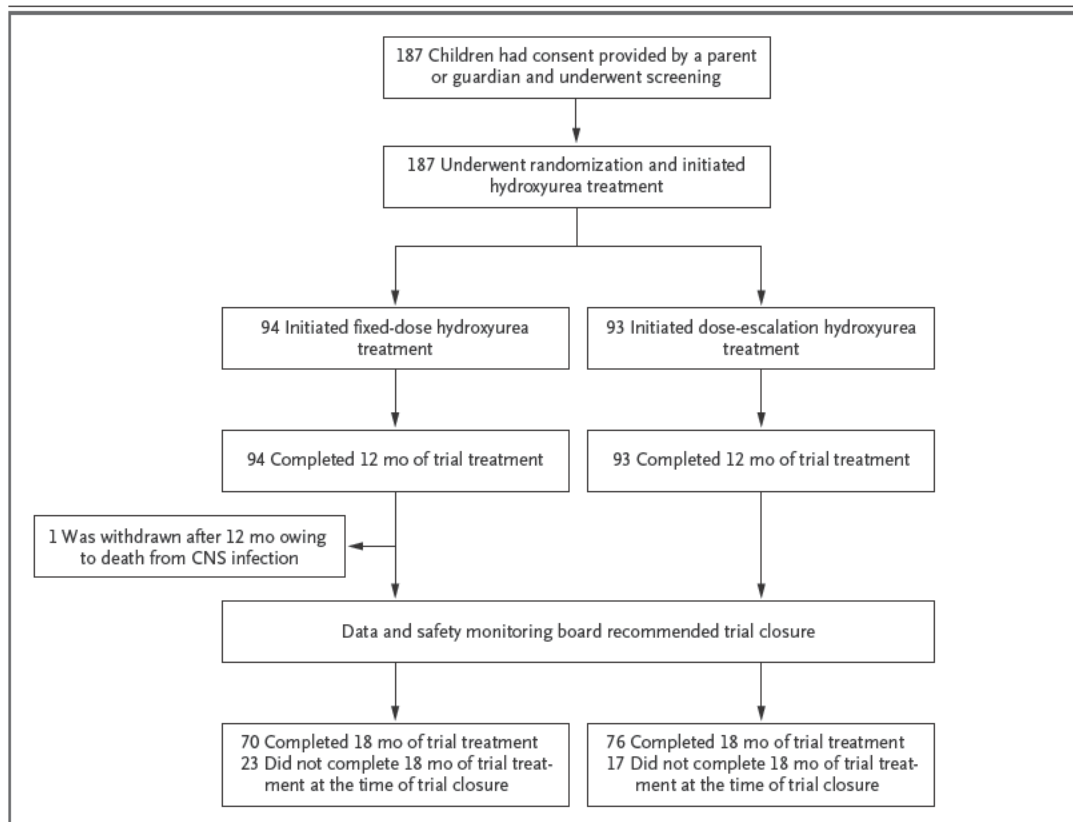 187 Children had consent provided by a parent
or guardian and underwent screening
187 Underwent randomization and initiated
hydroxyurea treatment
94 Initiated fixed-dose hydroxyurea
treatment
93 Initiated dose-escalation hydroxyurea
treatment
94 Completed 12 mo of trial treatment
93 Completed 12 mo of trial treatment
1 Was withdrawn after 12 mo owing
to death from CNS infection
Data and safety monitoring board recommended trial closure
70 Completed 18 mo of trial treatment
23 Did not complete 18 mo of trial treat-
ment at the time of trial closure
76 Completed 18 mo of trial treatment
17 Did not complete 18 mo of trial treat-
ment at the time of trial closure